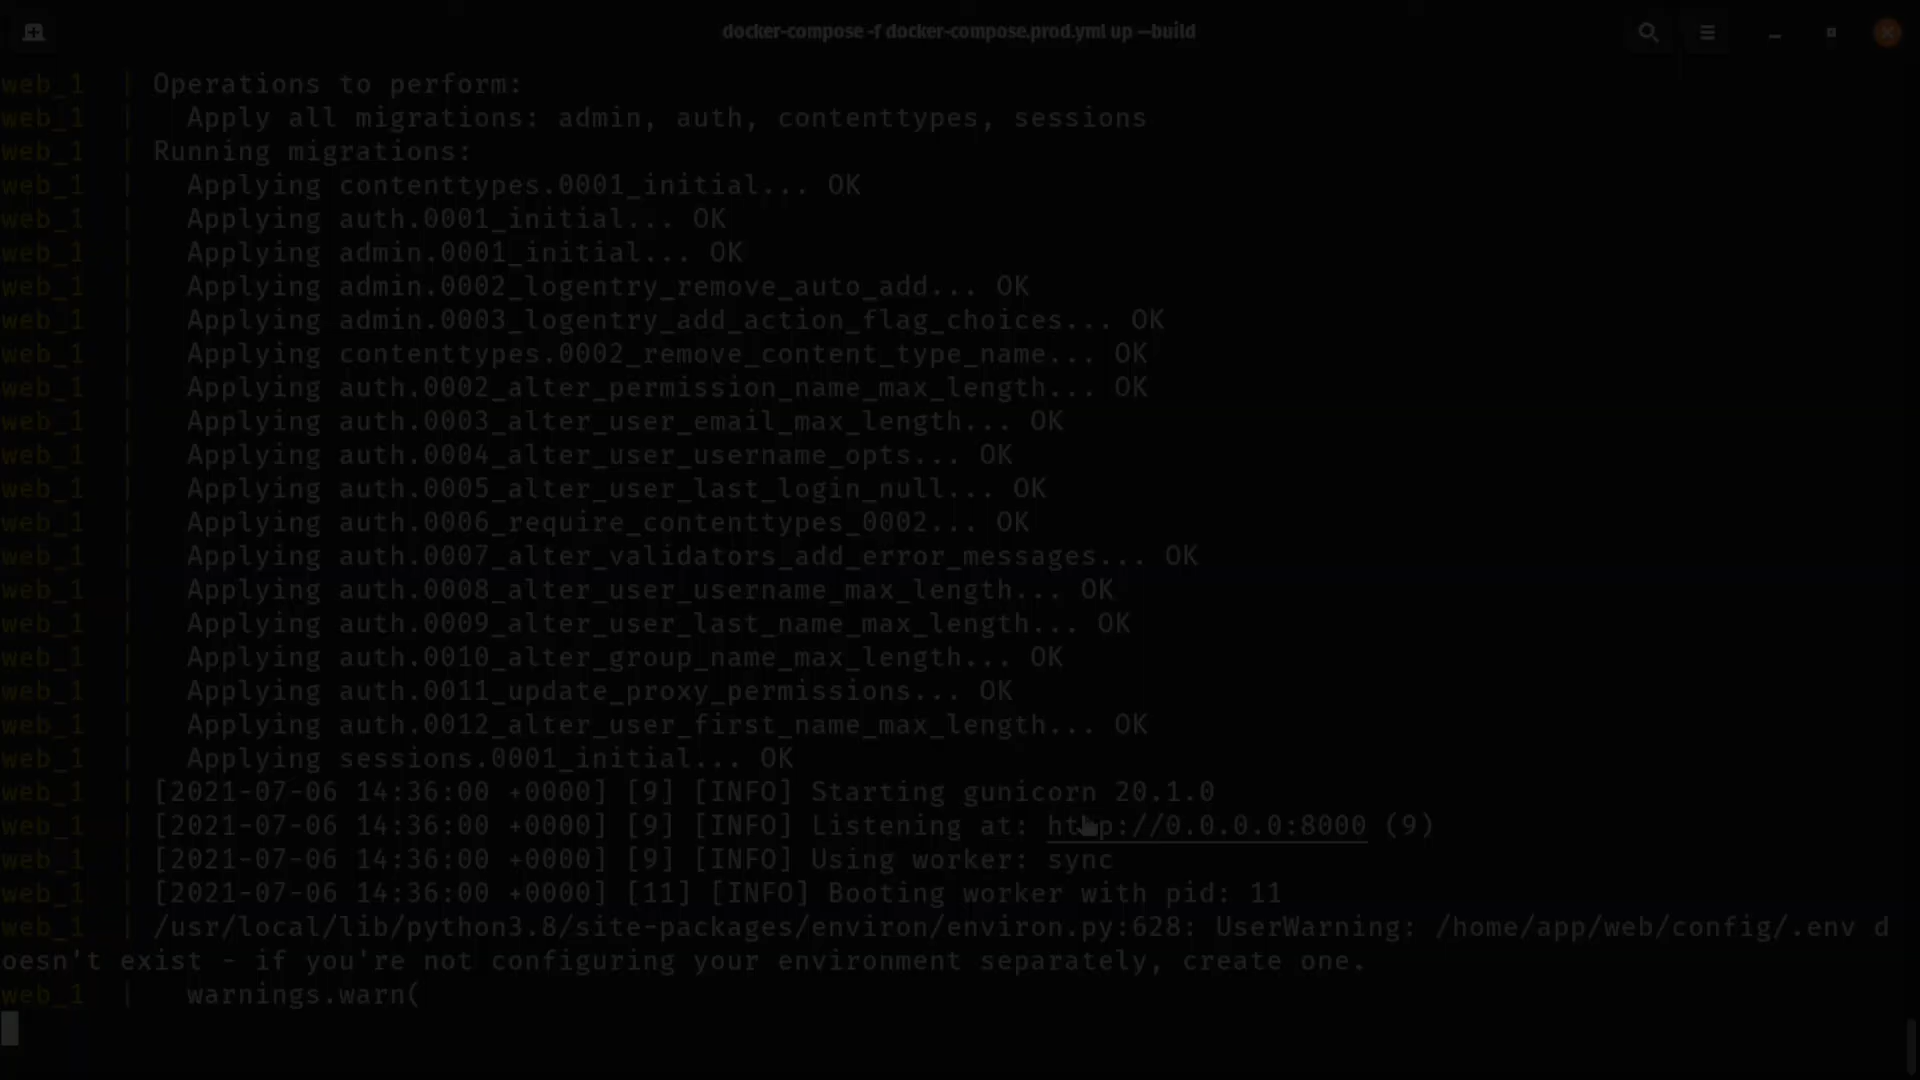 docker-compose -f docker-compose.prod.yml up --build
web_1 | Operations to perform:
web_1 | Apply all migrations: admin, auth, contenttypes, sessions
web_1 | Running migrations:
web_1 | Applying contenttypes.0001_initial... OK
web_1 | Applying auth.0001_initial... OK
web_1 | Applying admin.0001_initial... OK
web_1 | Applying admin.0002_logentry_remove_auto_add... OK
web_1 | Applying admin.0003_logentry_add_action_flag_choices... OK
web_1 | Applying contenttypes.0002_remove_content_type_name... OK
web_1 | Applying auth.0002_alter_permission_name_max_length... OK
web_1 | Applying auth.0003_alter_user_email_max_length... OK
web_1 | Applying auth.0004_alter_user_username_opts... OK
web_1 | Applying auth.0005_alter_user_last_login_null... OK
web_1 | Applying auth.0006_require_contenttypes_0002... OK
web_1 | Applying auth.0007_alter_validators_add_error_messages... OK
web_1 | Applying auth.0008_alter_user_username_max_length... OK
web_1 | Applying auth.0009_alter_user_last_name_max_length... OK
web_1 | Applying auth.0010_alter_group_name_max_length... OK
web_1 | Applying auth.0011_update_proxy_permissions... OK
web_1 | Applying auth.0012_alter_user_first_name_max_length... OK
web_1 | Applying sessions.0001_initial... OK
web_1 | [2021-07-06 14:36:00 +0000] [9] [INFO] Starting gunicorn 20.1.0
web_1 | [2021-07-06 14:36:00 +0000] [9] [INFO] Listening at: http://0.0.0.0:8000 (9)
web_1 | [2021-07-06 14:36:00 +0000] [9] [INFO] Using worker: sync
web_1 | [2021-07-06 14:36:00 +0000] [11] [INFO] Booting worker with pid: 11
web_1 | /usr/local/lib/python3.8/site-packages/environ/environ.py:628: UserWarning: /home/app/web/config/.env d
oesn't exist - if you're not configuring your environment separately, create one.
web_1 | warnings.warn(